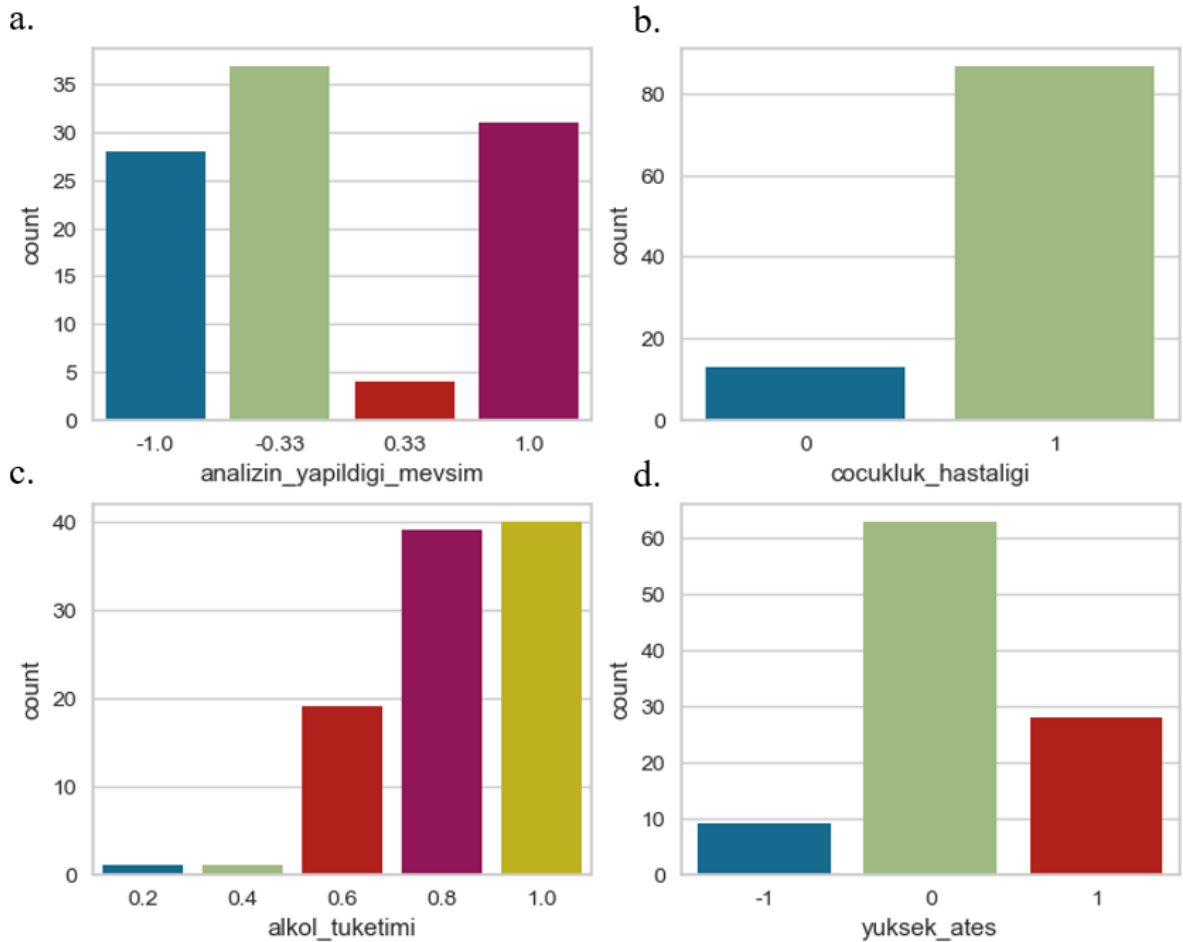 a.
35
30
25
20
15
10
5
0
count
-1.0 -0.33 0.33 1.0
analizin_yapildigi_mevsim
b.
80
60
40
20
0
count
0 1
cocukluk_hastaligi
c.
40
30
20
10
0
count
0.2 0.4 0.6 0.8 1.0
alkol_tuketimi
d.
60
50
40
30
20
10
0
count
-1 0 1
yuksek_ates